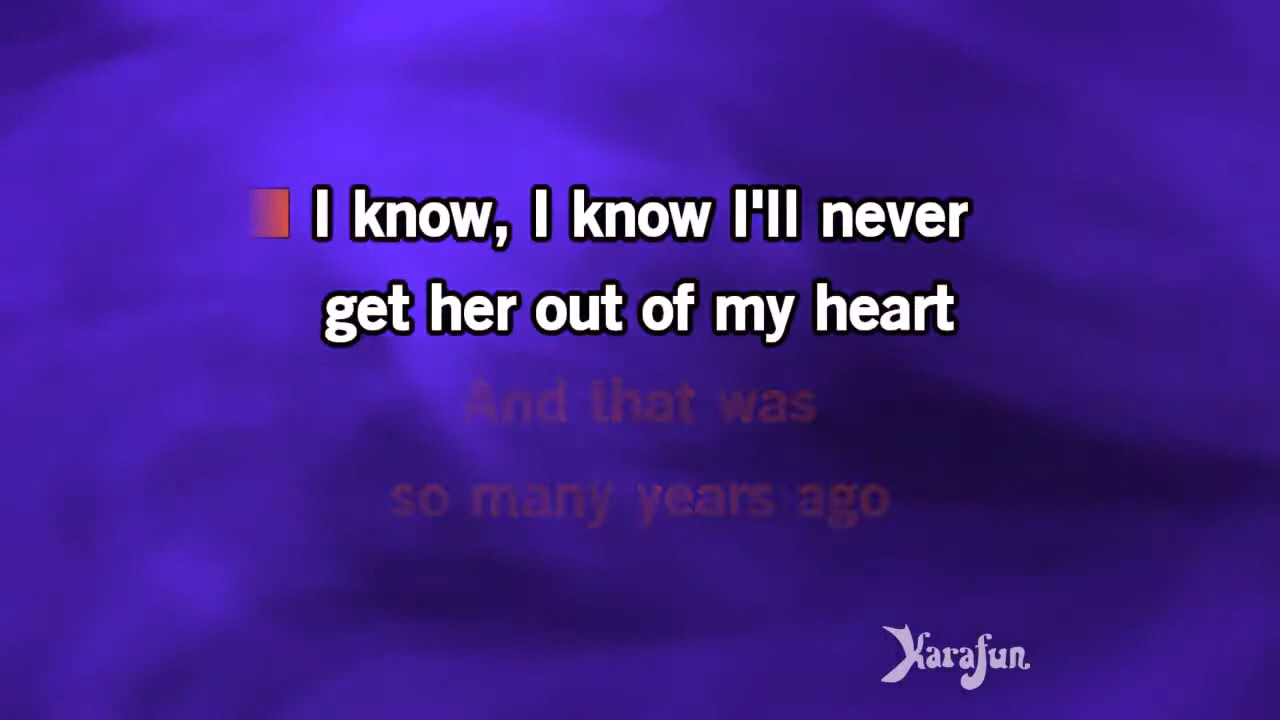 I know, I know I'll never
get her out of my heart
And that was
so many years ago
Karafun